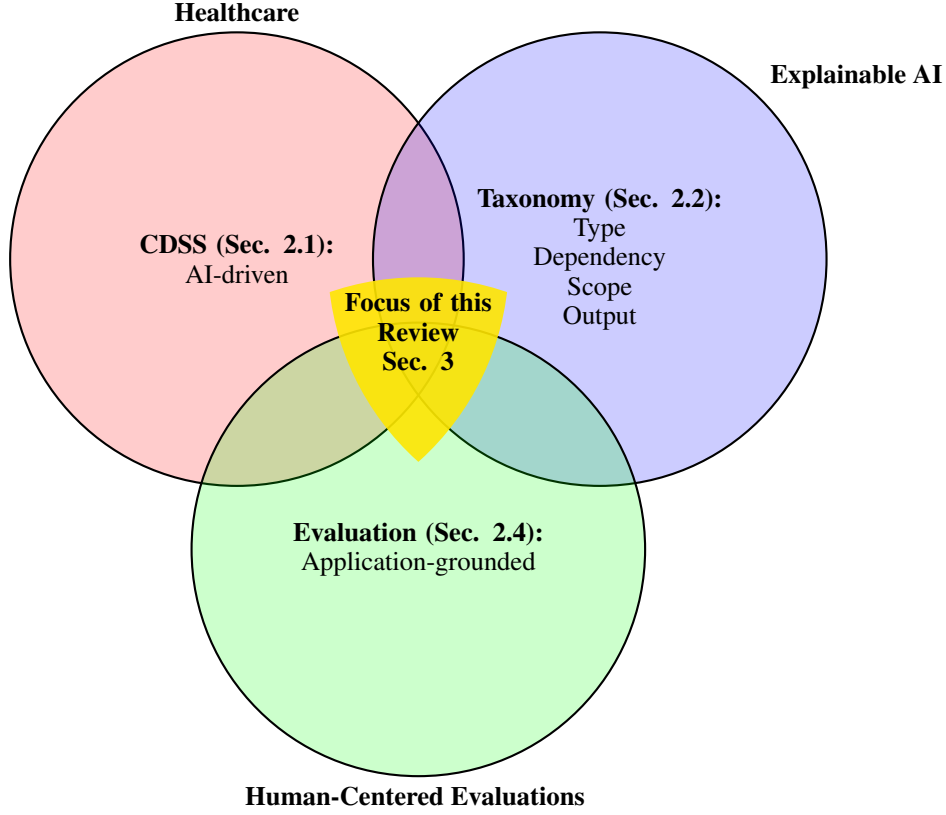 Healthcare
Explainable AI
CDSS (Sec. 2.1):
AI-driven
Taxonomy (Sec. 2.2):
Type
Dependency
Scope
Output
Focus of this
Review
Sec. 3
Evaluation (Sec. 2.4):
Application-grounded
Human-Centered Evaluations